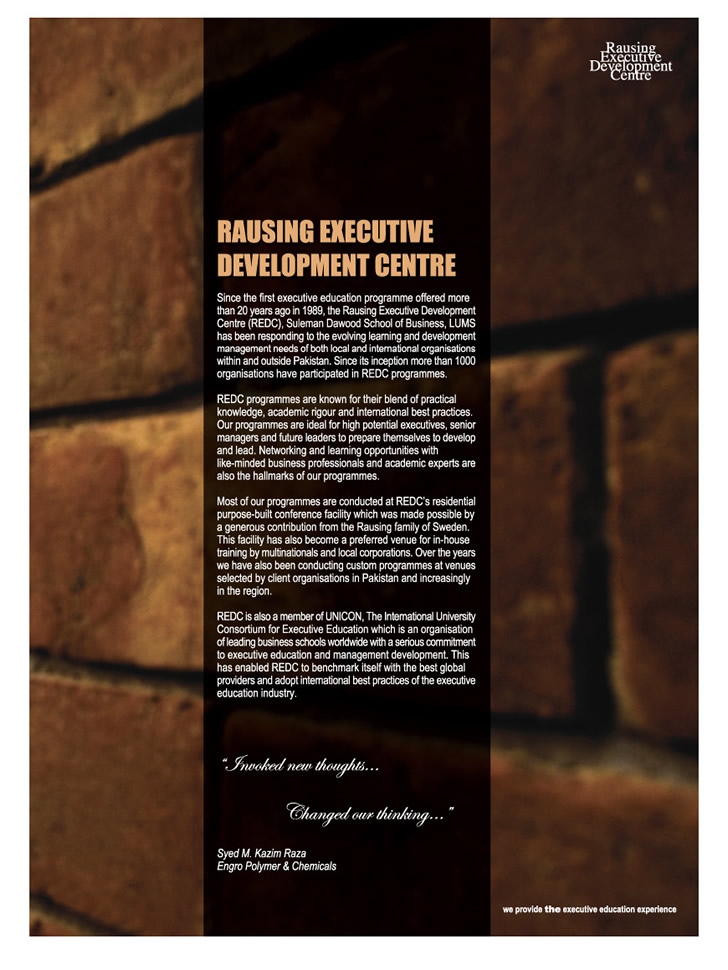 Rausing
Executive
Development
Centre
RAUSING EXECUTIVE
DEVELOPMENT CENTRE
Since the first executive education programme offered more
than 20 years ago in 1989, the Rausing Executive Development
Centre (REDC), Suleman Dawood School of Business, LUMS
has been responding to the evolving learning and development
management needs of both local and international organisations
within and outside Pakistan. Since its inception more than 1000
organisations have participated in REDC programmes.
REDC programmes are known for their blend of practical
knowledge, academic rigour and international best practices.
Our programmes are ideal for high potential executives, senior
managers and future leaders to prepare themselves to develop
and lead. Networking and learning opportunities with
like-minded business professionals and academic experts are
also the hallmarks of our programmes.
Most of our programmes are conducted at REDC's residential
purpose-built conference facility which was made possible by
a generous contribution from the Rausing family of Sweden.
This facility has also become a preferred venue for in-house
training by multinationals and local corporations. Over the years
we have also been conducting custom programmes at venues
selected by client organisations in Pakistan and increasingly
in the region.
REDC is also a member of UNICON, The International University
Consortium for Executive Education which is an organisation
of leading business schools worldwide with a serious commitment
to executive education and management development. This
has enabled REDC to benchmark itself with the best global
providers and adopt international best practices of the executive
education industry.
“Invoked new thoughts...
Changed our thinking...”
Syed M. Kazim Raza
Engro Polymer & Chemicals
we provide the executive education experience